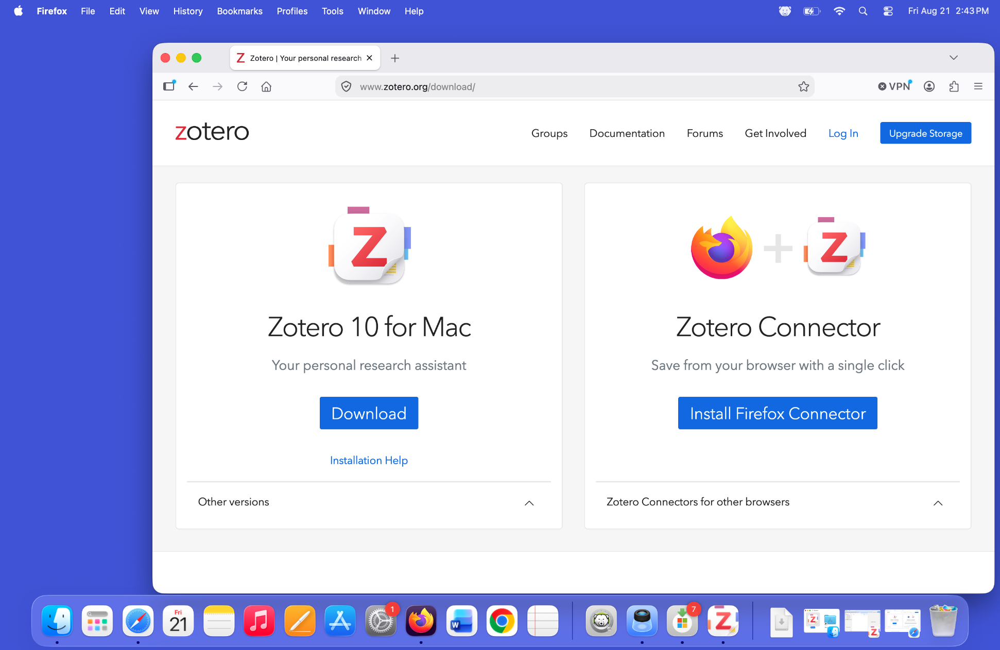 Firefox File Edit View History Bookmarks Profiles Tools Window Help
Fri Aug 21 2:43 PM
Z Zotero | Your personal research
www.zotero.org/download/
VPN
zotero
Groups Documentation Forums Get Involved Log In Upgrade Storage
Z
Z
Zotero 10 for Mac
Your personal research assistant
Download
Installation Help
Other versions
Zotero Connector
Save from your browser with a single click
Install Firefox Connector
Zotero Connectors for other browsers
Fri
21
1
W
7
Z
Z
Z